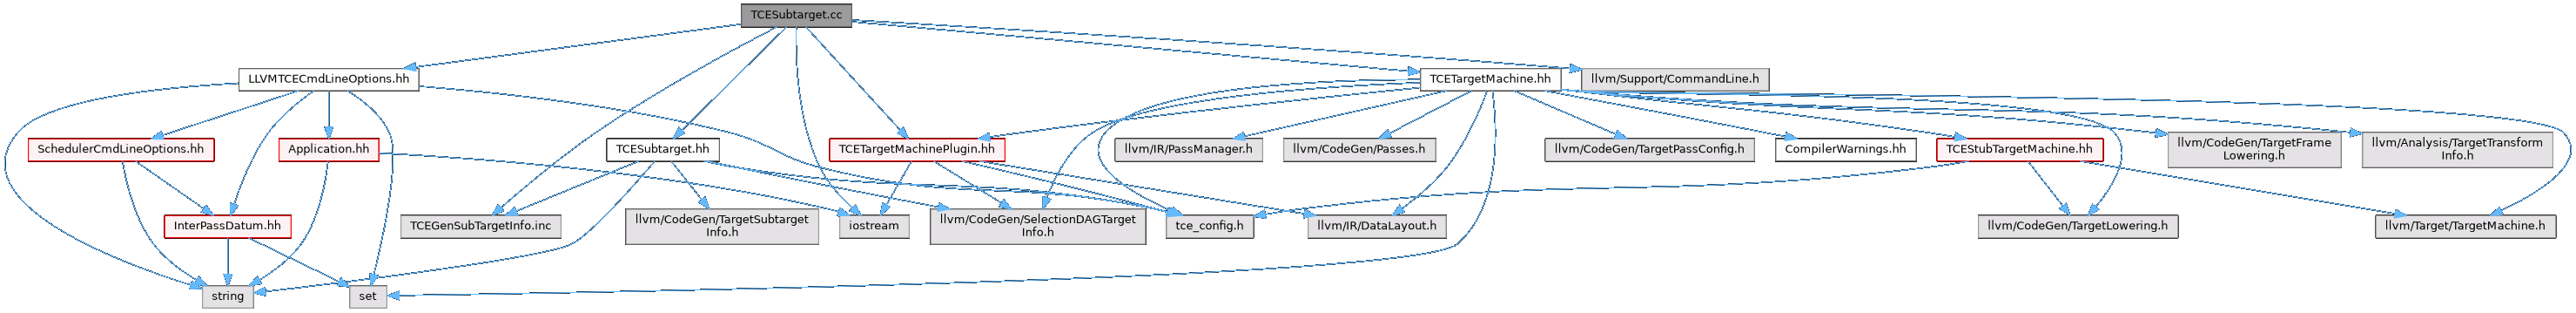 TCESubtarget.cc
LLVMTCECmdLineOptions.hh
TCETargetMachine.hh
llvm/Support/CommandLine.h
SchedulerCmdLineOptions.hh
Application.hh
TCESubtarget.hh
TCETargetMachinePlugin.hh
llvm/IR/PassManager.h
llvm/CodeGen/Passes.h
llvm/CodeGen/TargetPassConfig.h
CompilerWarnings.hh
TCEStubTargetMachine.hh
llvm/CodeGen/TargetFrame
Lowering.h
llvm/Analysis/TargetTransform
Info.h
InterPassDatum.hh
TCEGenSubTargetInfo.inc
llvm/CodeGen/TargetSubtarget
Info.h
iostream
llvm/CodeGen/SelectionDAGTarget
Info.h
tce_config.h
llvm/IR/DataLayout.h
llvm/CodeGen/TargetLowering.h
llvm/Target/TargetMachine.h
string
set